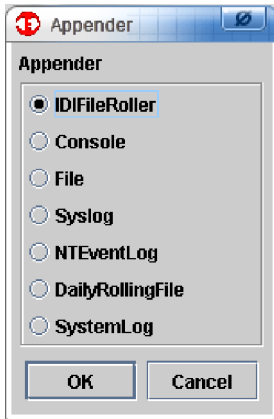 Appender
Appender
IDIFileRoller
Console
File
Syslog
NTEventLog
DailyRollingFile
SystemLog
OK
Cancel